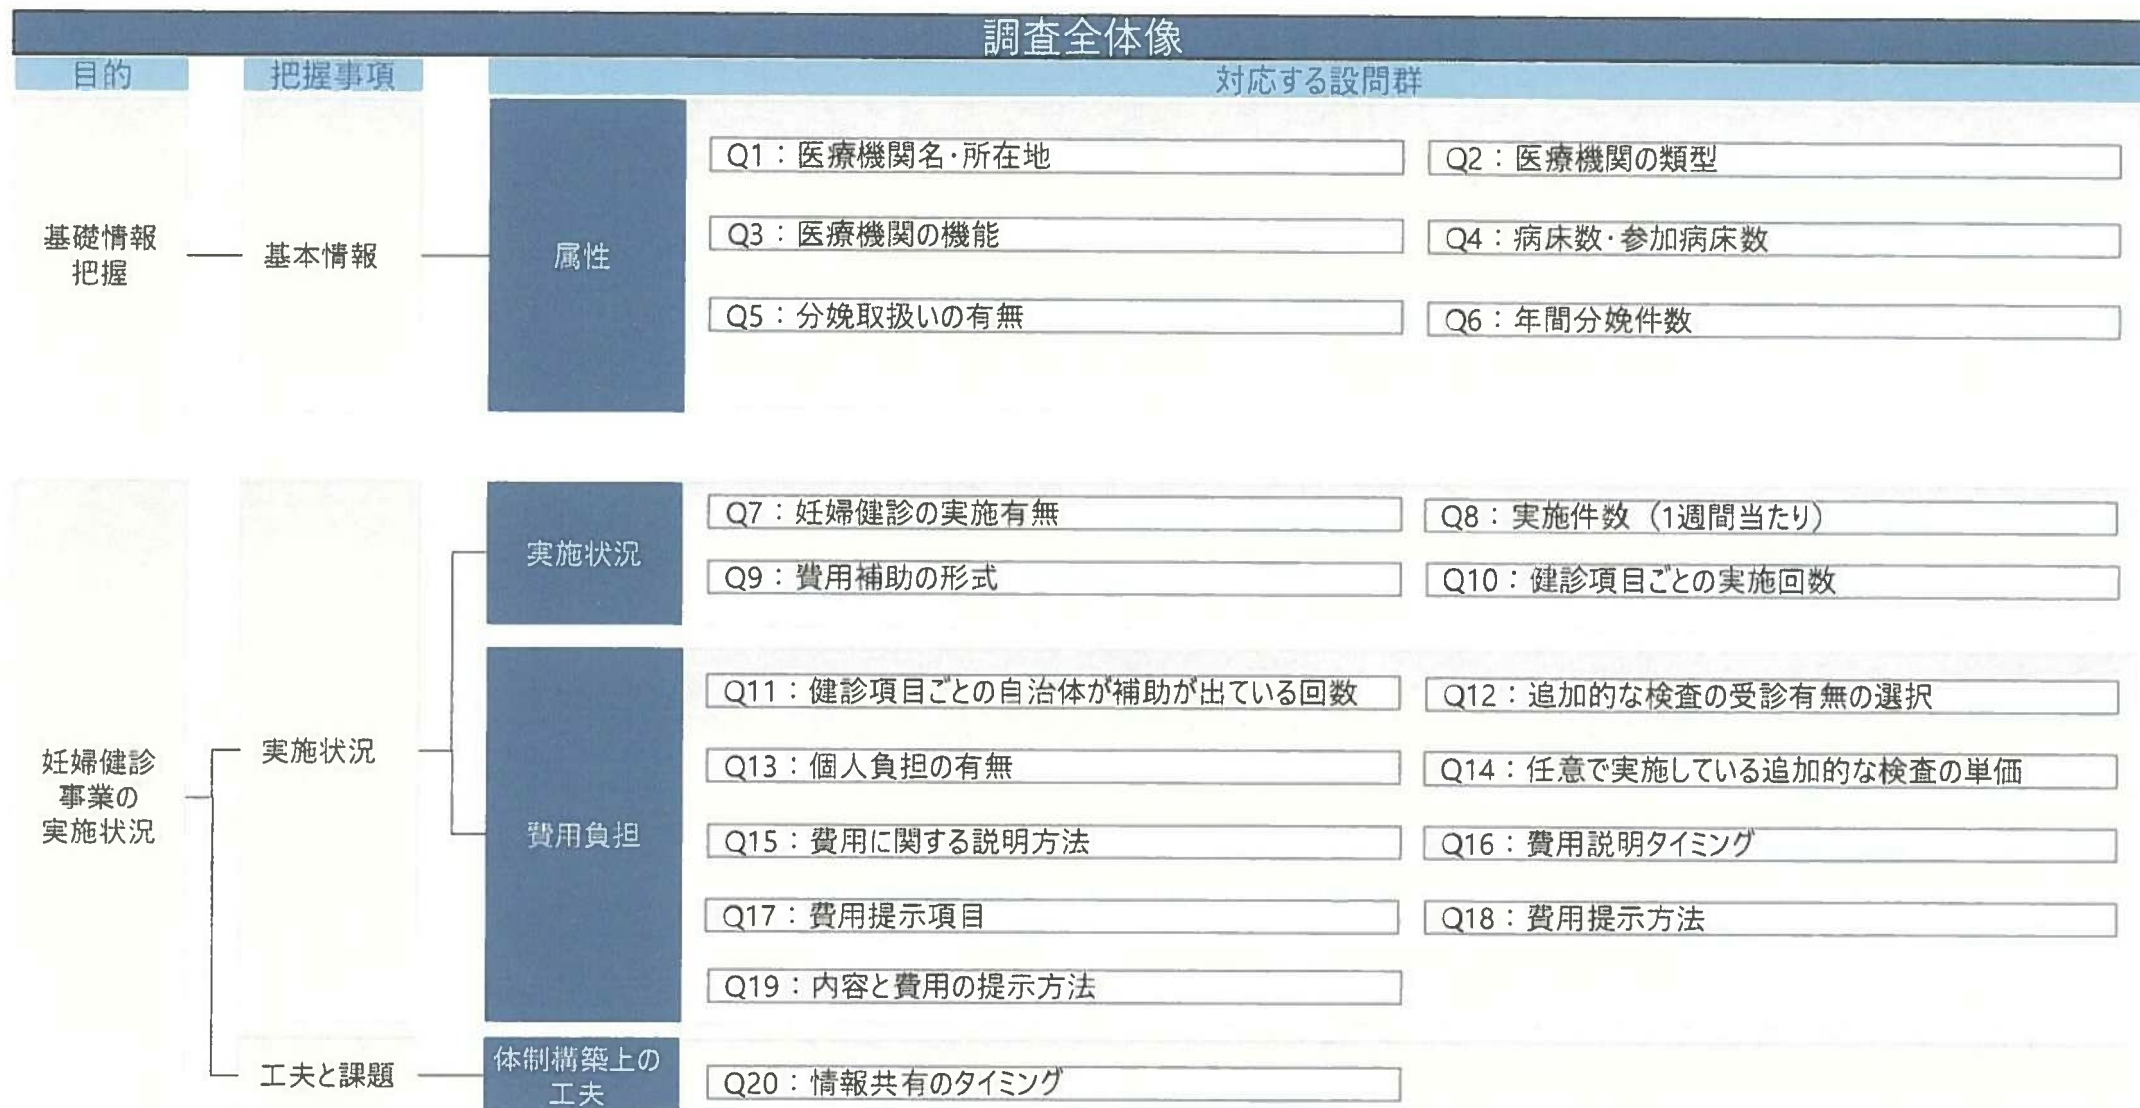 調査全体像
目的
把握事項
対応する設問群
基礎情報
把握
基本情報
属性
Q1：医療機関名・所在地
Q2：医療機関の類型
Q3：医療機関の機能
Q4：病床数・参加病床数
Q5：分娩取扱いの有無
Q6：年間分娩件数
妊婦健診
事業の
実施状況
実施状況
実施状況
Q7：妊婦健診の実施有無
Q8：実施件数（1週間当たり）
Q9：費用補助の形式
Q10：健診項目ごとの実施回数
費用負担
Q11：健診項目ごとの自治体が補助が出ている回数
Q12：追加的な検査の受診有無の選択
Q13：個人負担の有無
Q14：任意で実施している追加的な検査の単価
Q15：費用に関する説明方法
Q16：費用説明タイミング
Q17：費用提示項目
Q18：費用提示方法
Q19：内容と費用の提示方法
工夫と課題
体制構築上の
工夫
Q20：情報共有のタイミング